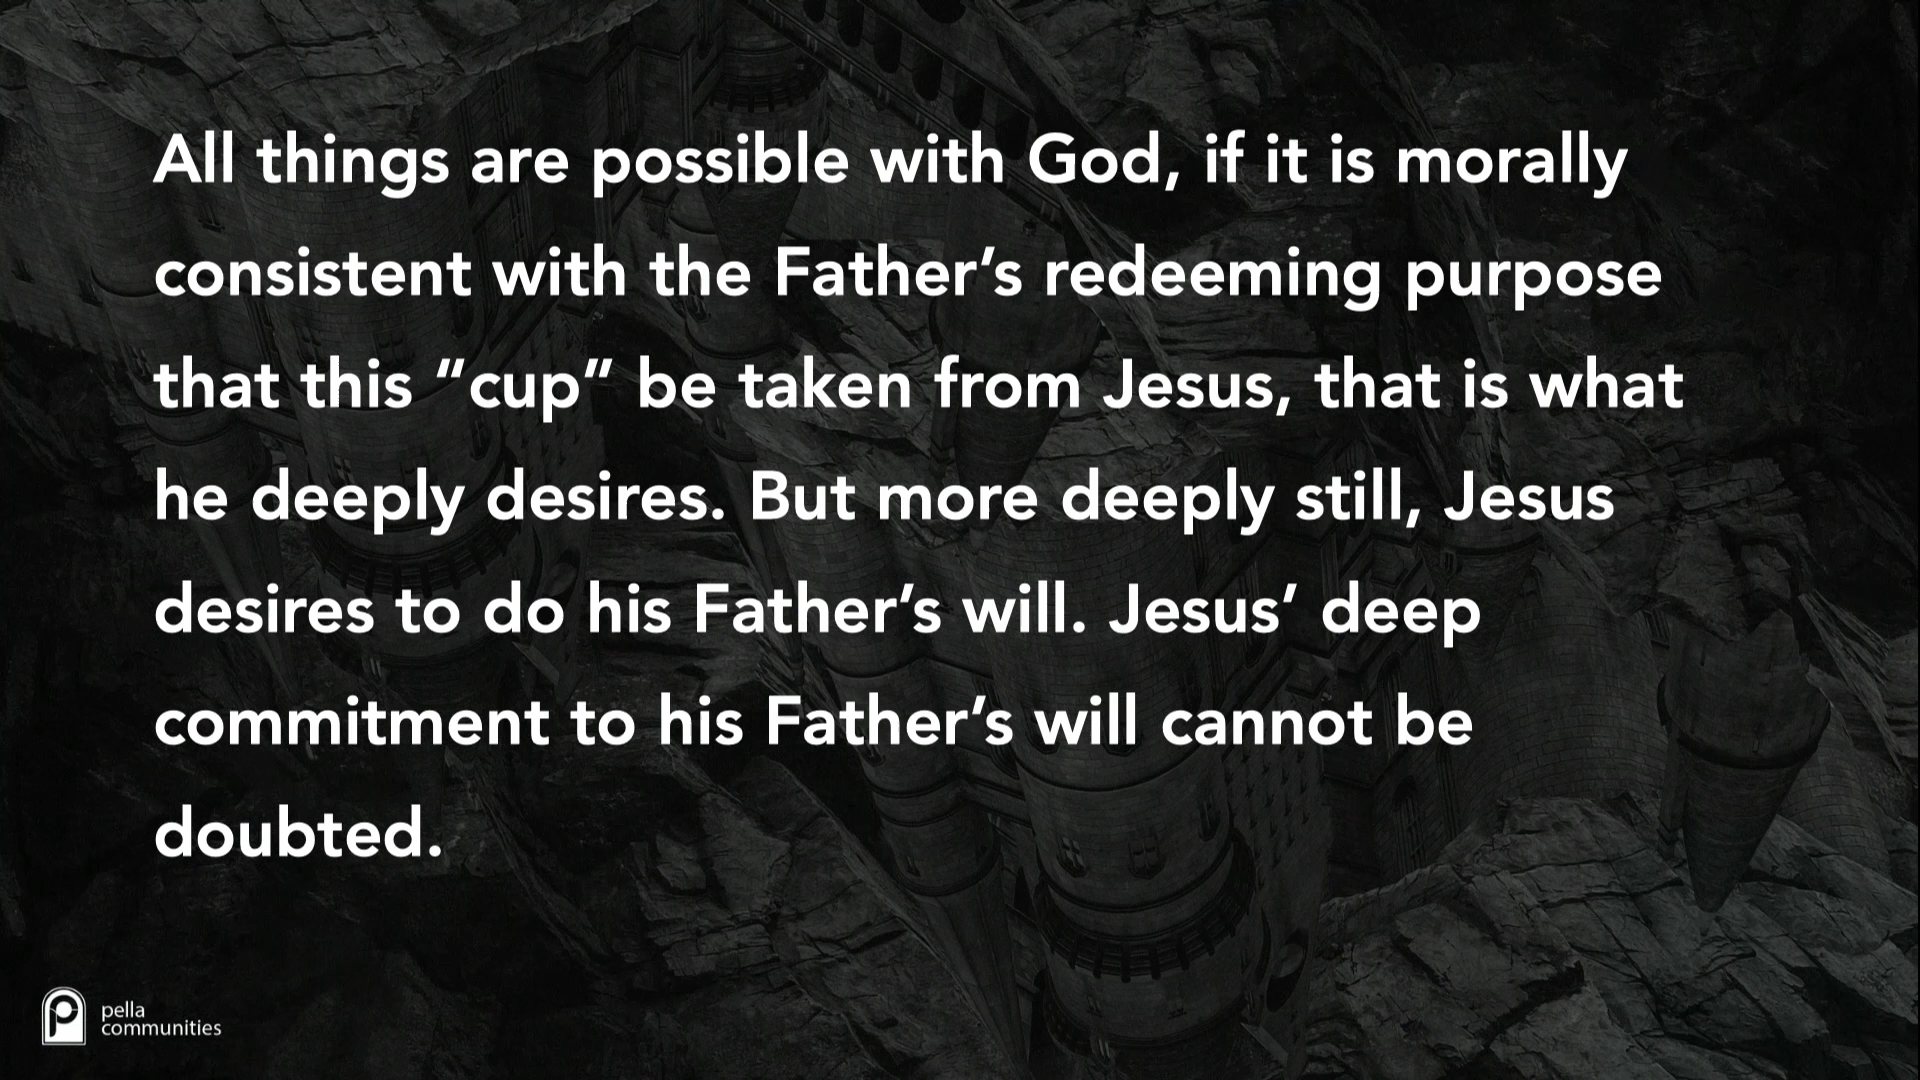 All things are possible with God, if it is morally
consistent with the Father’s redeeming purpose
that this “cup” be taken from Jesus, that is what
he deeply desires. But more deeply still, Jesus
desires to do his Father’s will. Jesus’ deep
commitment to his Father’s will cannot be
doubted.
pella
communities